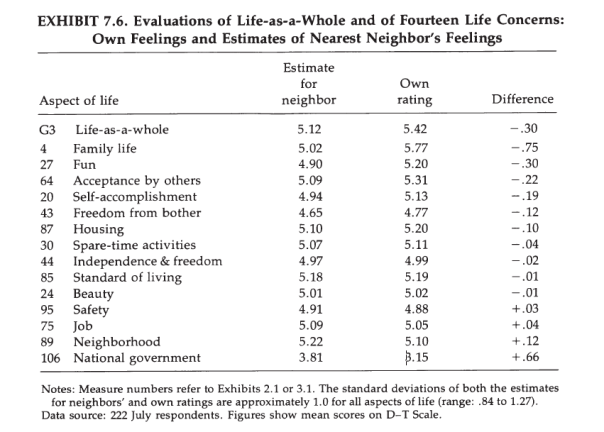 EXHIBIT 7.6. Evaluations of Life-as-a-Whole and of Fourteen Life Concerns:
Own Feelings and Estimates of Nearest Neighbor's Feelings
Estimate
for Own
Aspect of life neighbor rating Difference
G3 Life-as-a-whole 5.12 5.42 −.30
4 Family life 5.02 5.77 −.75
27 Fun 4.90 5.20 −.30
64 Acceptance by others 5.09 5.31 −.22
20 Self-accomplishment 4.94 5.13 −.19
43 Freedom from bother 4.65 4.77 −.12
87 Housing 5.10 5.20 −.10
30 Spare-time activities 5.07 5.11 −.04
44 Independence & freedom 4.97 4.99 −.02
85 Standard of living 5.18 5.19 −.01
24 Beauty 5.01 5.02 −.01
95 Safety 4.91 4.88 +.03
75 Job 5.09 5.05 +.04
89 Neighborhood 5.22 5.10 +.12
106 National government 3.81 3.15 +.66
Notes: Measure numbers refer to Exhibits 2.1 or 3.1. The standard deviations of both the estimates
for neighbors' and own ratings are approximately 1.0 for all aspects of life (range: .84 to 1.27).
Data source: 222 July respondents. Figures show mean scores on D–T Scale.